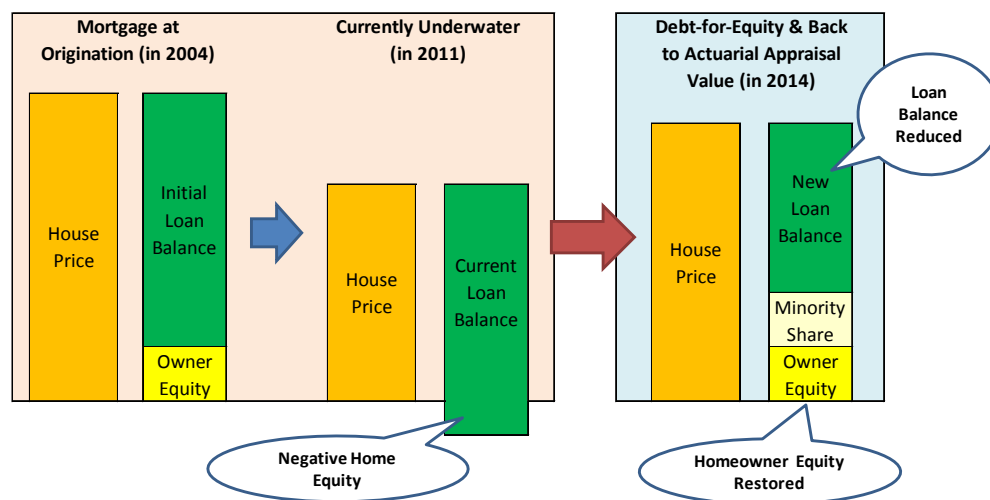 Mortgage at
Origination (in 2004)
Currently Underwater
(in 2011)
Debt-for-Equity & Back
to Actuarial Appraisal
Value (in 2014)
Loan
Balance
Reduced
House
Price
Initial
Loan
Balance
Owner
Equity
House
Price
Current
Loan
Balance
House
Price
New
Loan
Balance
Minority
Share
Owner
Equity
Negative Home
Equity
Homeowner Equity
Restored